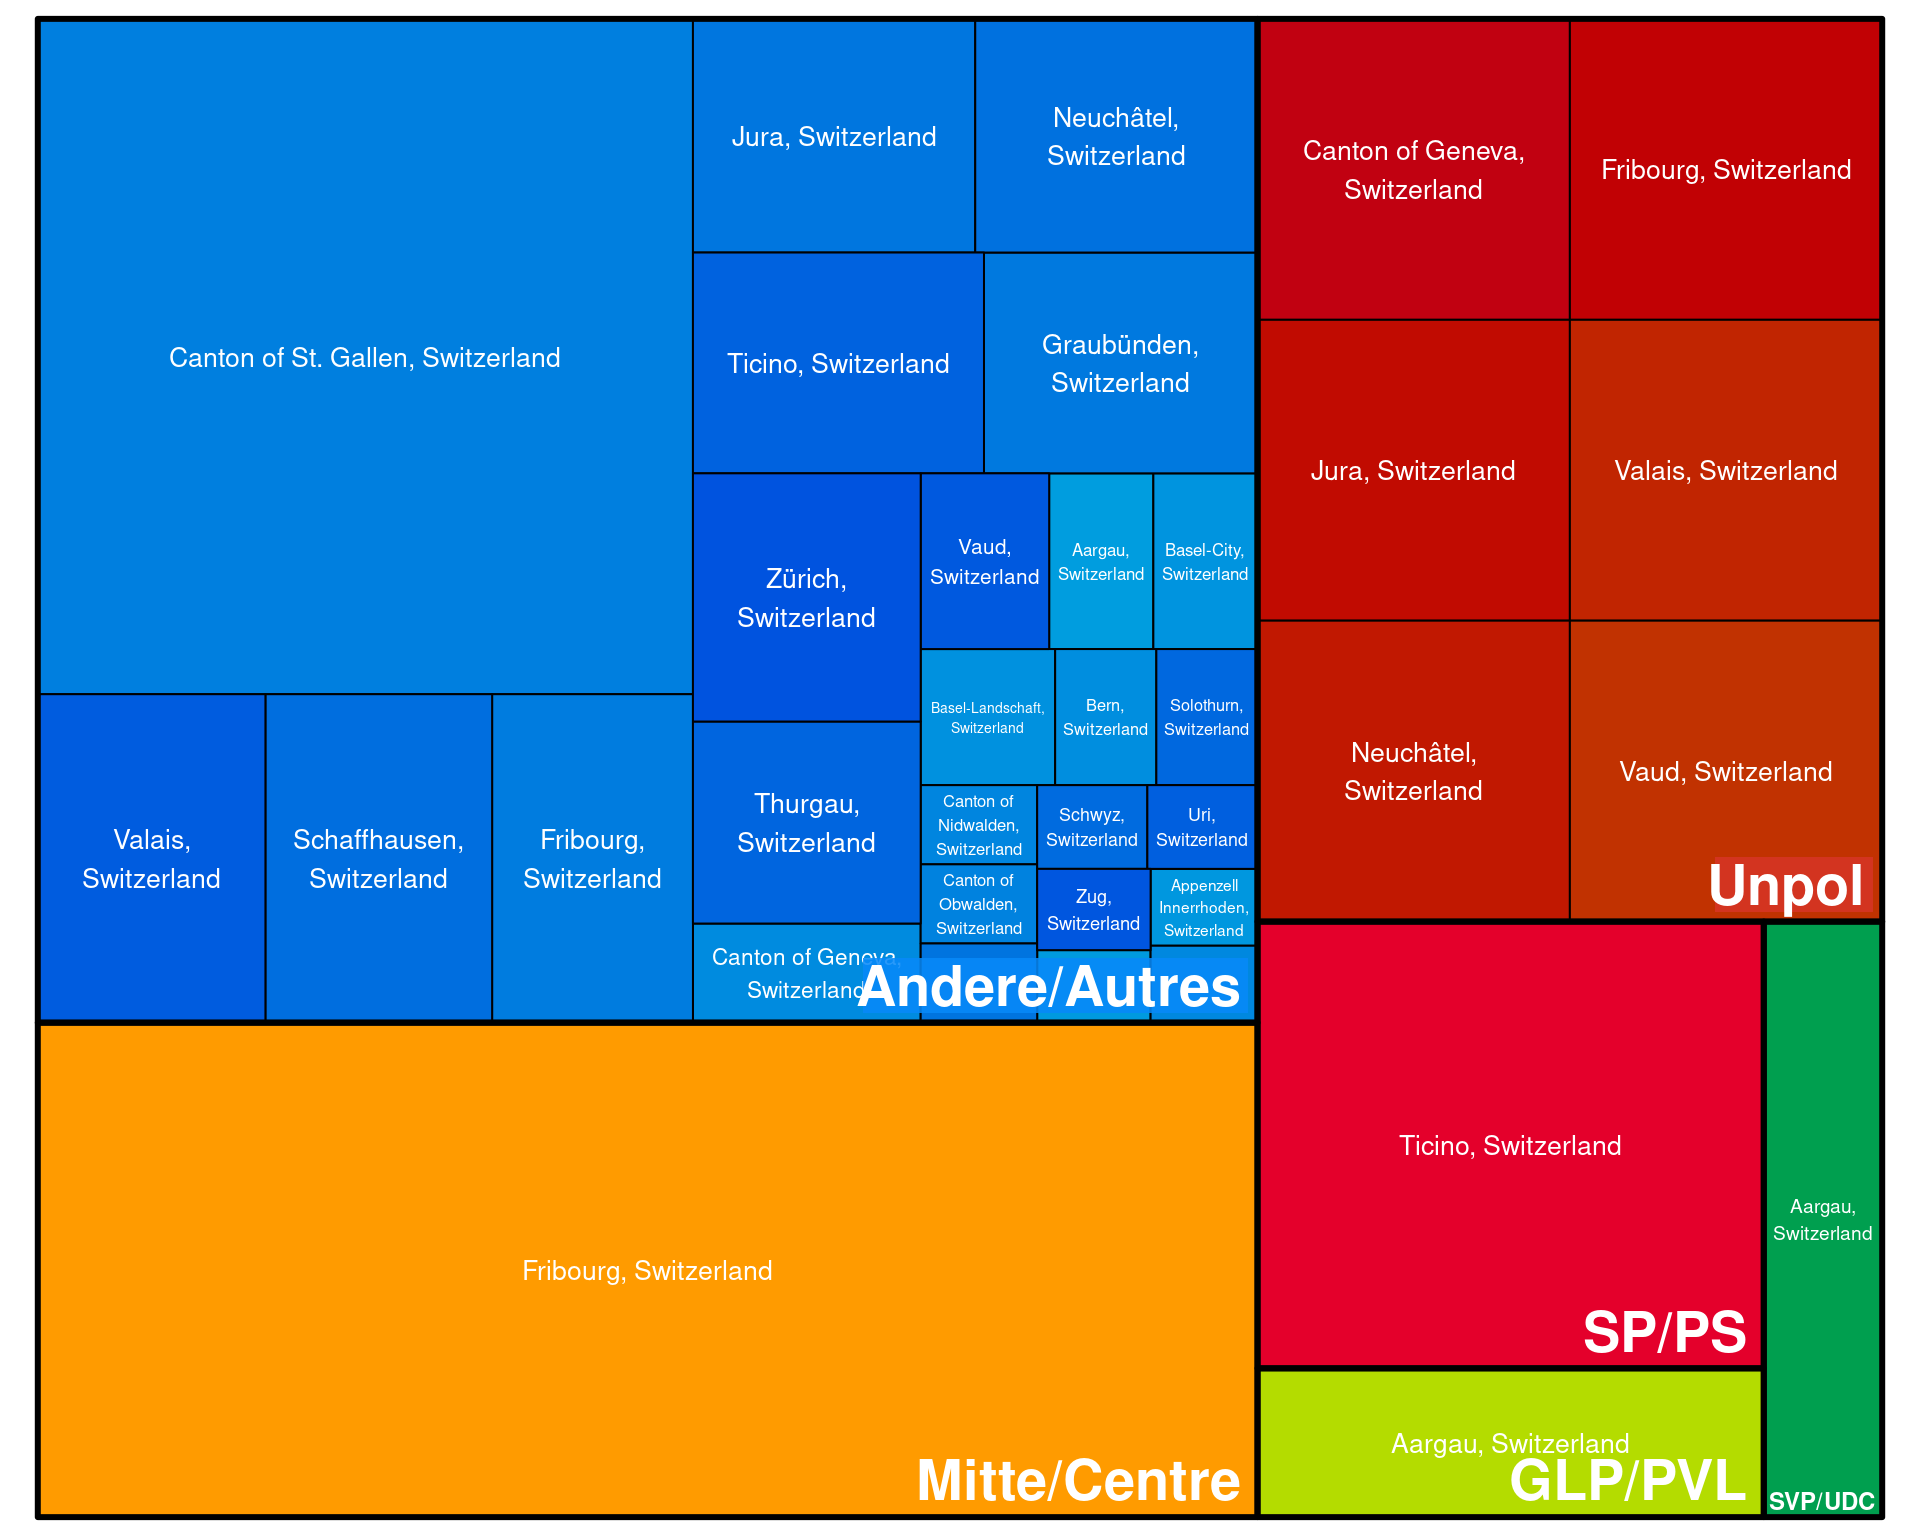 Canton of St. Gallen, Switzerland
Jura, Switzerland
Neuchâtel,
Switzerland
Ticino, Switzerland
Graubünden,
Switzerland
Zürich,
Switzerland
Vaud,
Switzerland
Aargau,
Switzerland
Basel-City,
Switzerland
Basel-Landschaft,
Switzerland
Bern,
Switzerland
Solothurn,
Switzerland
Valais,
Switzerland
Schaffhausen,
Switzerland
Fribourg,
Switzerland
Thurgau,
Switzerland
Canton of
Nidwalden,
Switzerland
Schwyz,
Switzerland
Uri,
Switzerland
Canton of
Obwalden,
Switzerland
Zug,
Switzerland
Appenzell
Innerrhoden,
Switzerland
Canton of Geneva,
Switzerland
Andere/Autres
Canton of Geneva,
Switzerland
Fribourg, Switzerland
Jura, Switzerland
Valais, Switzerland
Neuchâtel,
Switzerland
Vaud, Switzerland
Unpol
Fribourg, Switzerland
Mitte/Centre
Ticino, Switzerland
SP/PS
Aargau, Switzerland
GLP/PVL
Aargau,
Switzerland
SVP/UDC